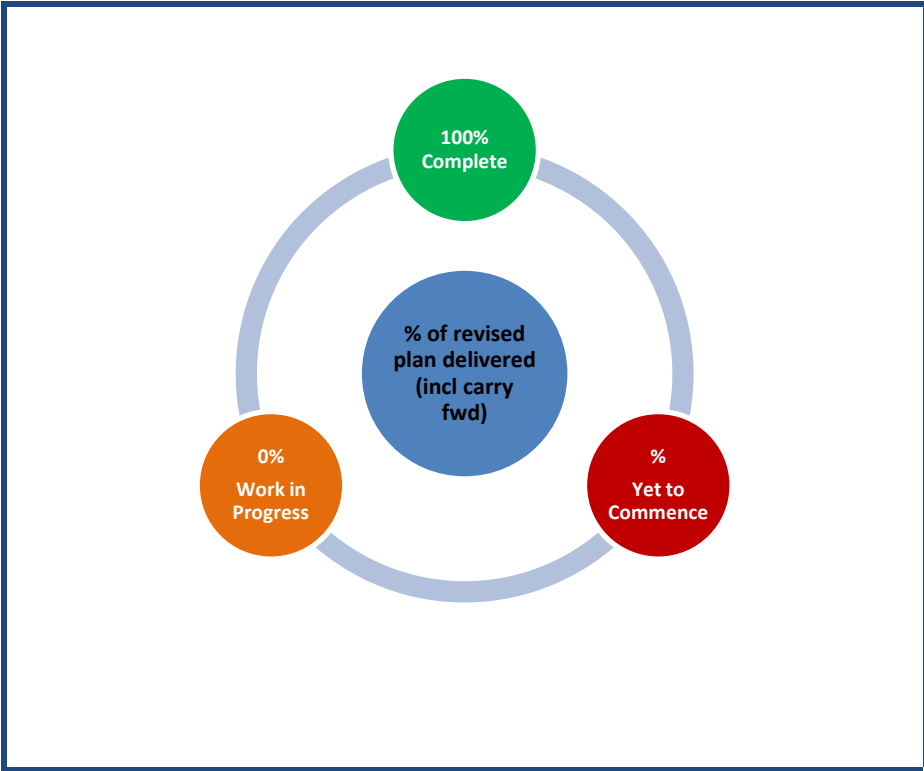 100%
Complete
% of revised
plan delivered
(incl carry
fwd)
0%
Work in
Progress
%
Yet to
Commence